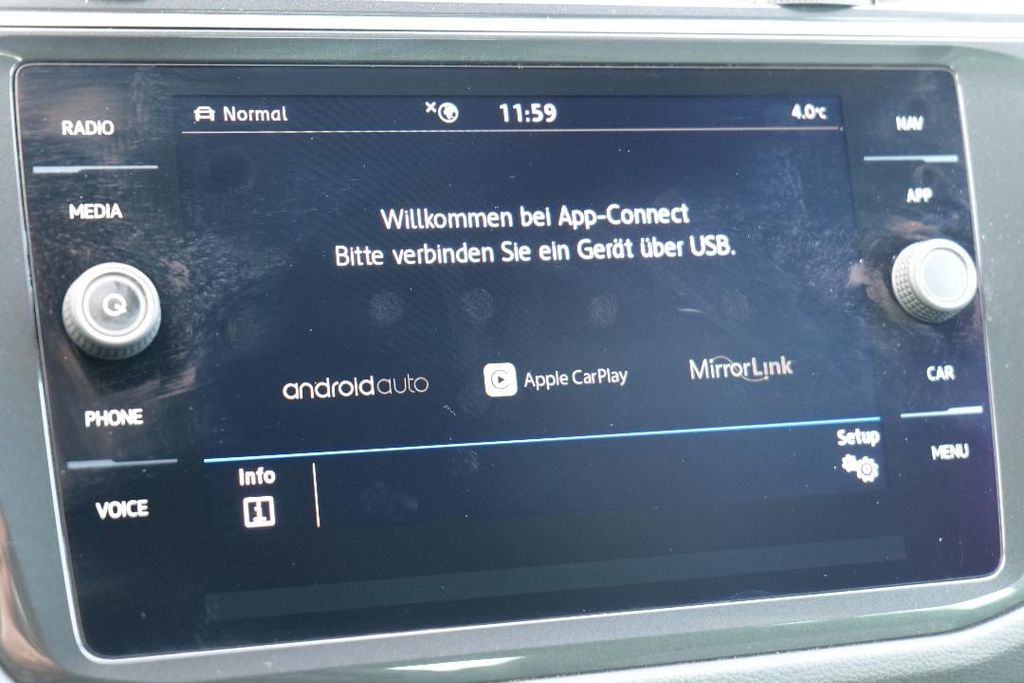 Normal 11:59 4.0°C
RADIO
MEDIA
PHONE
VOICE
NAV
APP
CAR
MENU
Willkommen bei App-Connect
Bitte verbinden Sie ein Gerät über USB.
androidauto Apple CarPlay MirrorLink
Info
Setup